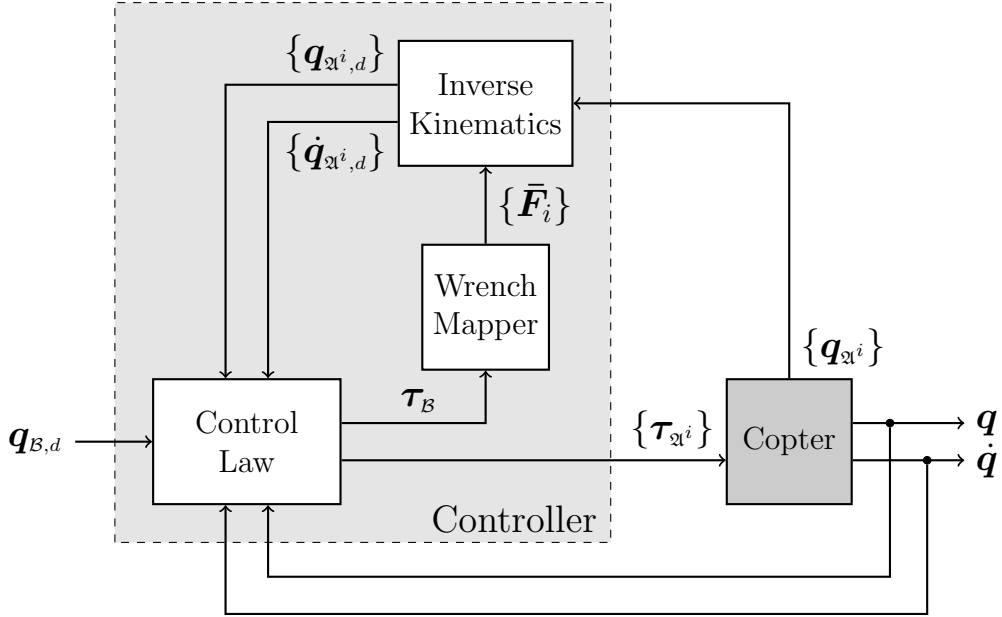 {q_{𝔄^i,d}}
Inverse
Kinematics
{q̇_{𝔄^i,d}}
{F̄_i}
Wrench
Mapper
{q_{𝔄^i}}
τ_ℬ
Control
Law
q_{ℬ,d}
{τ_{𝔄^i}}
Copter
q
q̇
Controller